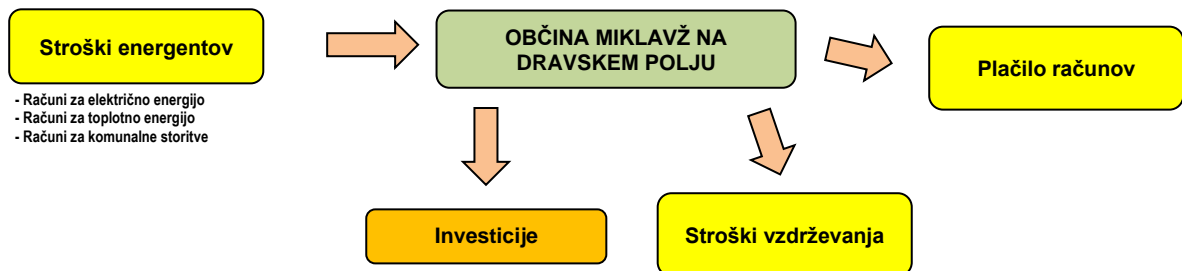 Stroški energentov
- Računi za električno energijo
- Računi za toplotno energijo
- Računi za komunalne storitve
OBČINA MIKLAVŽ NA
DRAVSKEM POLJU
Plačilo računov
Investicije
Stroški vzdrževanja